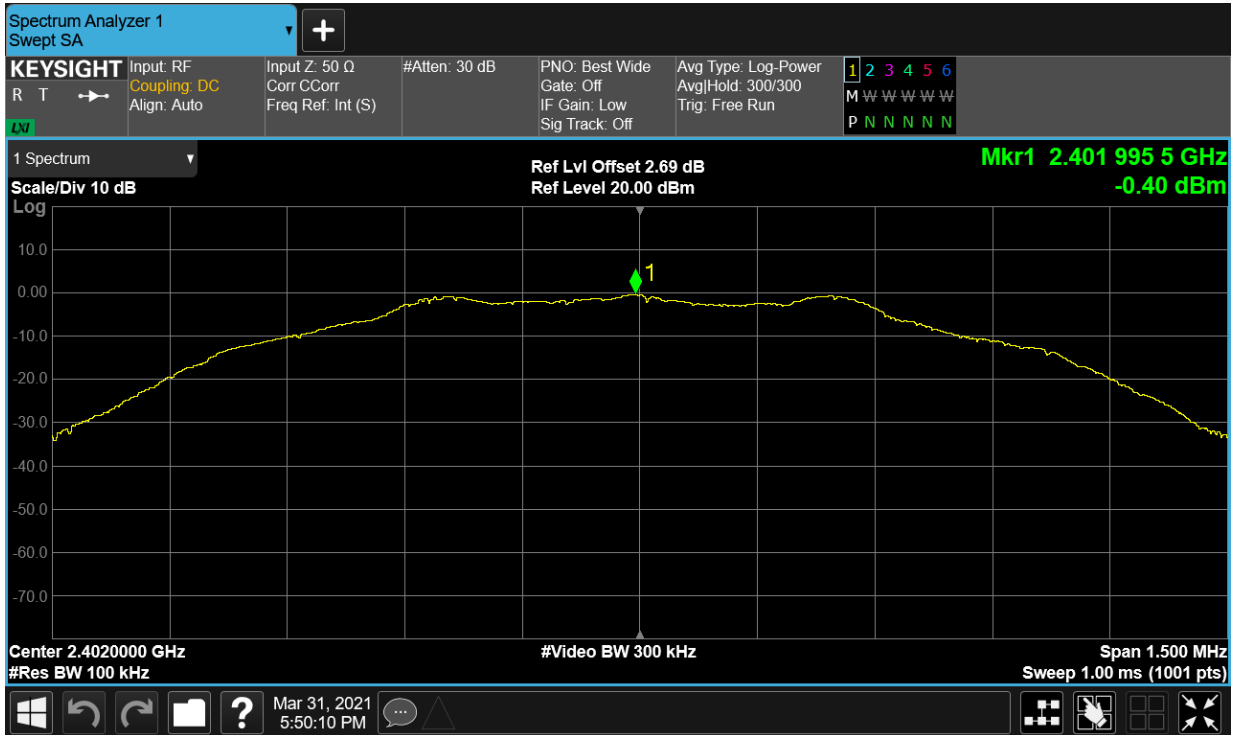 Spectrum Analyzer 1
Swept SA
KEYSIGHT
R T
LXI
Input: RF
Coupling: DC
Align: Auto
Input Z: 50 Ω
Corr CCorr
Freq Ref: Int (S)
#Atten: 30 dB
PNO: Best Wide
Gate: Off
IF Gain: Low
Sig Track: Off
Avg Type: Log-Power
Avg|Hold: 300/300
Trig: Free Run
1 2 3 4 5 6
M W W W W W
P N N N N N
1 Spectrum
Scale/Div 10 dB
Log
Ref Lvl Offset 2.69 dB
Ref Level 20.00 dBm
Mkr1 2.401 995 5 GHz
-0.40 dBm
1
10.0
0.00
-10.0
-20.0
-30.0
-40.0
-50.0
-60.0
-70.0
Center 2.4020000 GHz
#Video BW 300 kHz
Span 1.500 MHz
#Res BW 100 kHz
Sweep 1.00 ms (1001 pts)
?
Mar 31, 2021
5:50:10 PM